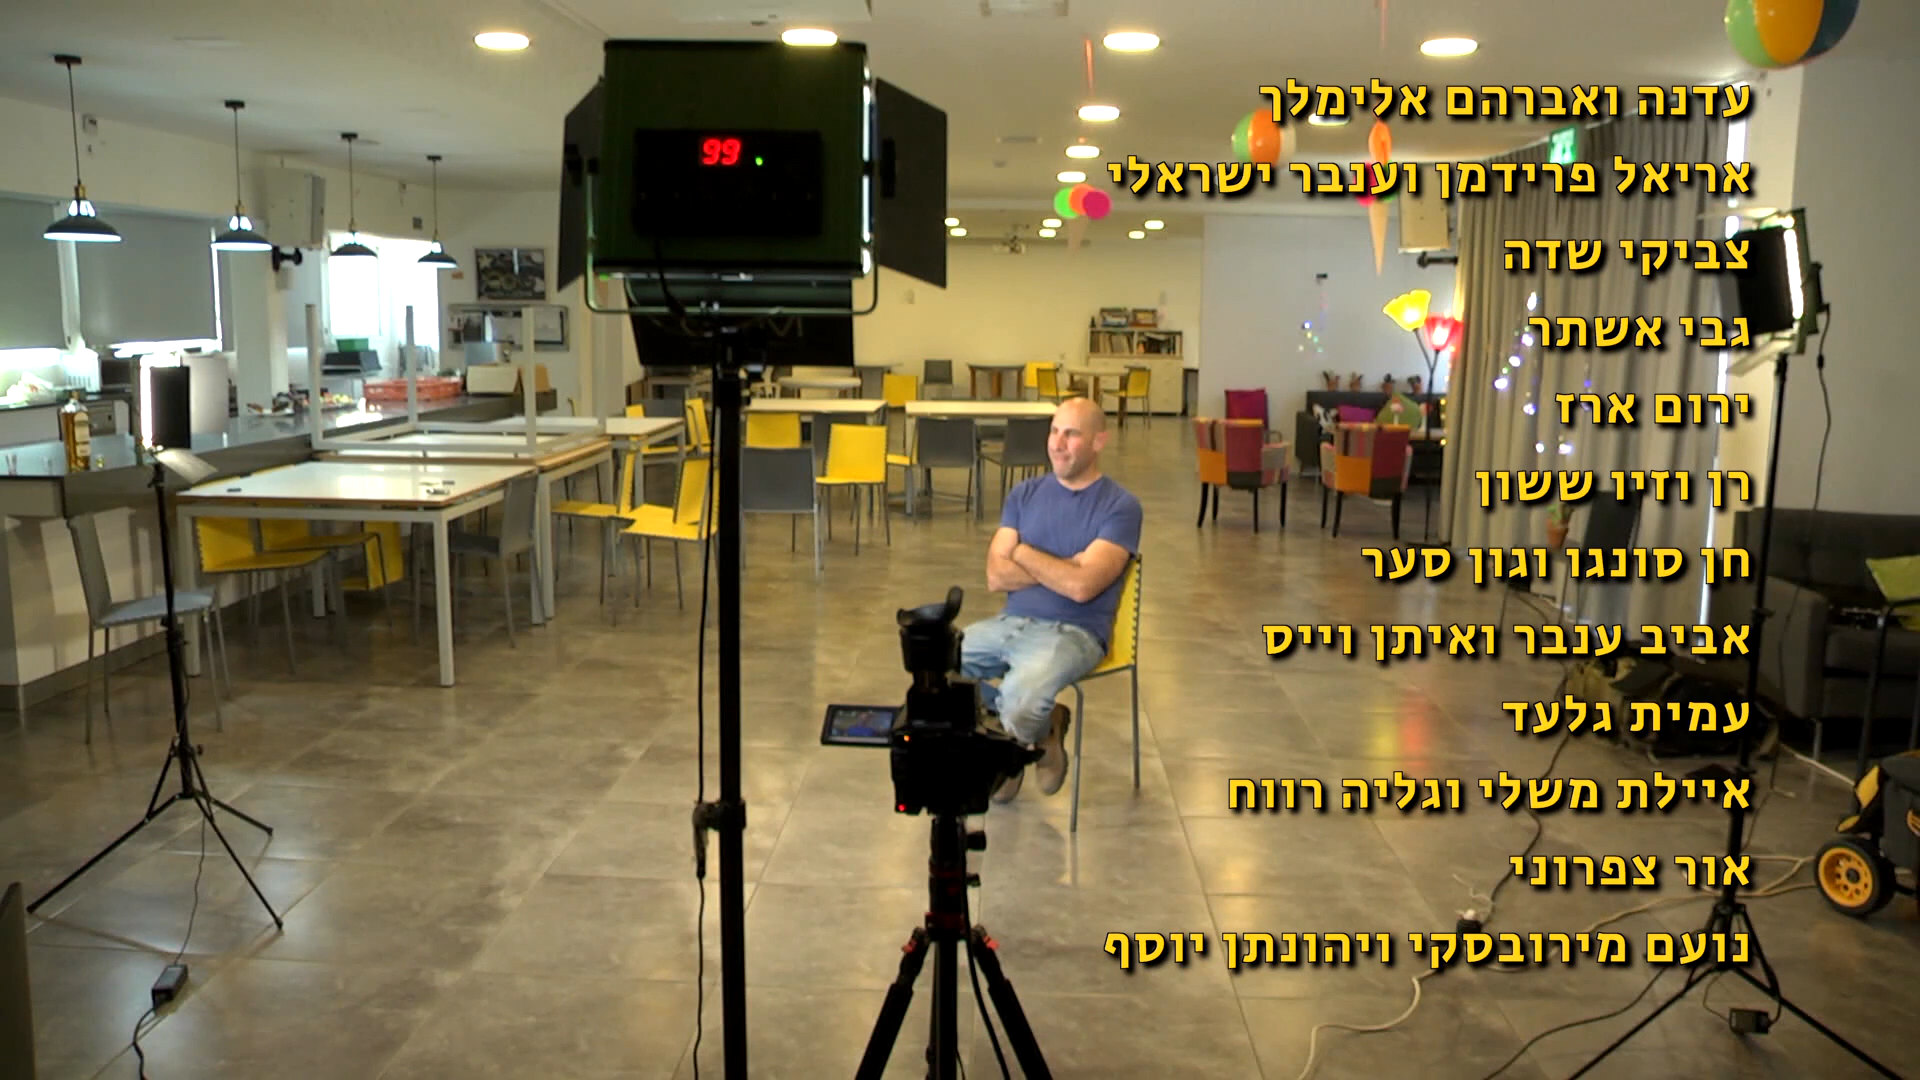 99
עדנה ואברהם אלימלך
אריאל פרידמן וענבר ישראלי
צביקי שדה
גבי אשתר
ירום ארז
רן וזיו ששון
חן סונגו וגון סער
אביב ענבר ואיתן וייס
עמית גלעד
איילת משלי וגליה רווח
אור צפרוני
נועם מירובסקי ויהונתן יוסף